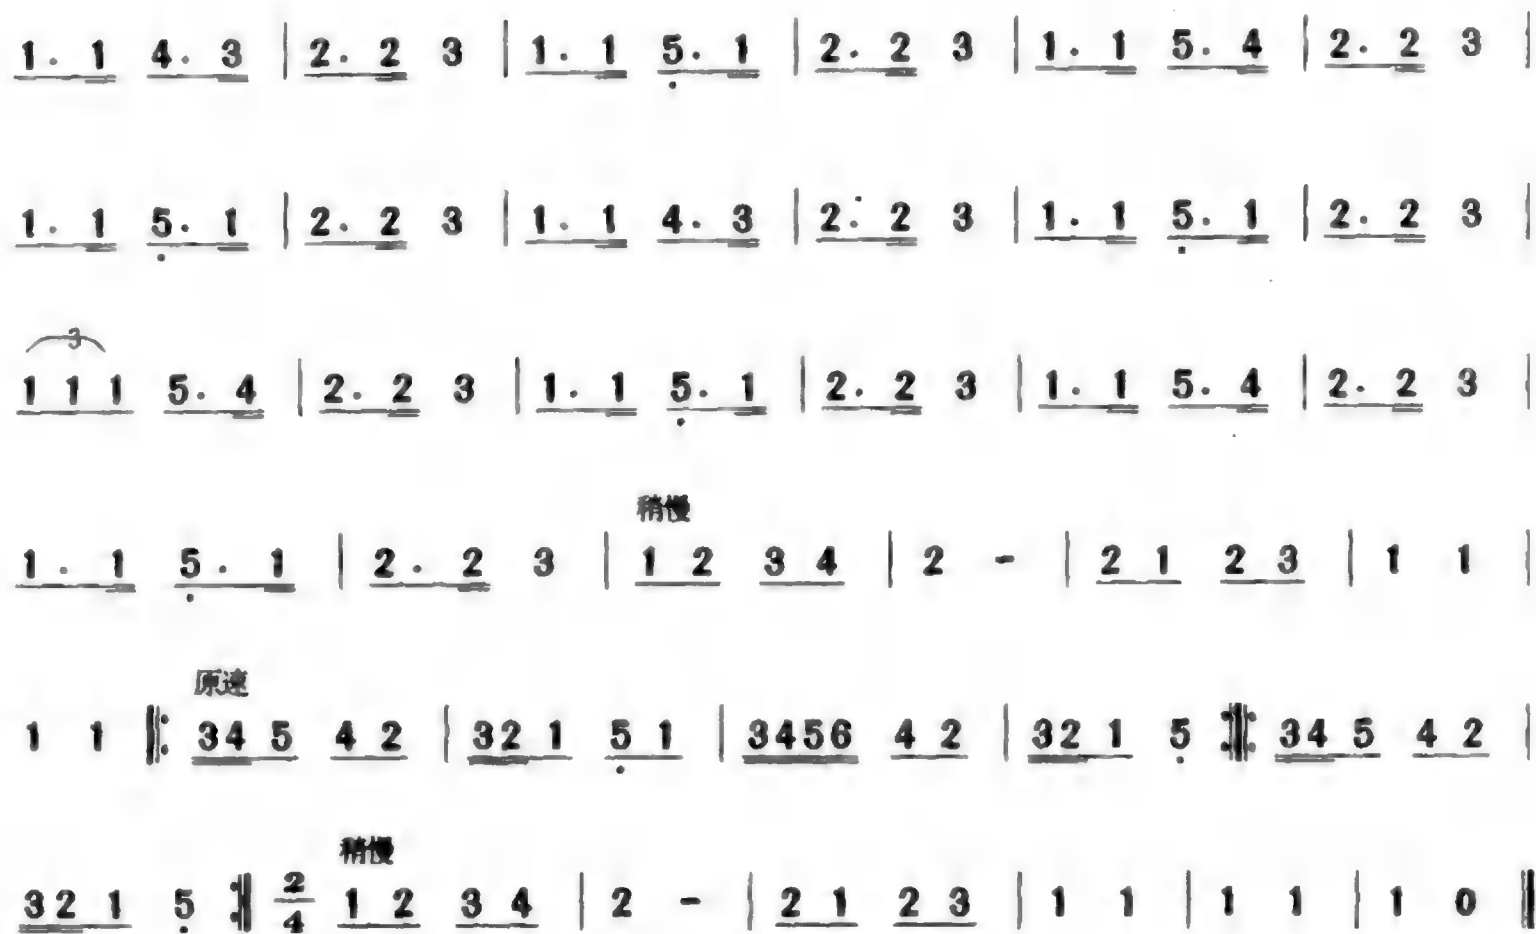 1. 1 4. 3 | 2. 2 3 | 1. 1 5. 1 | 2. 2 3 | 1. 1 5. 4 | 2. 2 3 |
1. 1 5. 1 | 2. 2 3 | 1. 1 4. 3 | 2. 2 3 | 1. 1 5. 1 | 2. 2 3 |
3
1 1 1 5. 4 | 2. 2 3 | 1. 1 5. 1 | 2. 2 3 | 1. 1 5. 4 | 2. 2 3 |
稍慢
1. 1 5. 1 | 2. 2 3 | 1 2 3 4 | 2 - | 2 1 2 3 | 1 1 |
原速
1 1 ‖: 34 5 4 2 | 32 1 5 1 | 3456 4 2 | 32 1 5 :‖: 34 5 4 2 |
稍慢
32 1 5 :‖ 2/4 1 2 3 4 | 2 - | 2 1 2 3 | 1 1 | 1 1 | 1 0 ‖